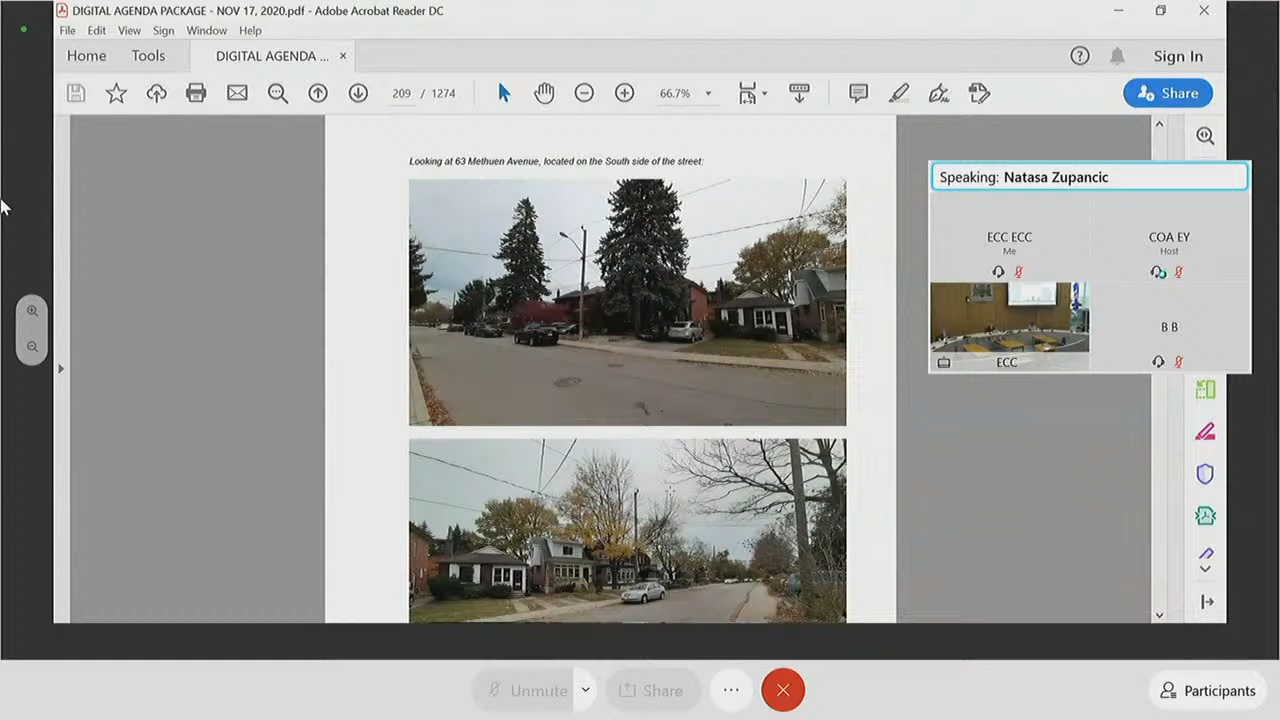 DIGITAL AGENDA PACKAGE - NOV 17, 2020.pdf - Adobe Acrobat Reader DC
File Edit View Sign Window Help
Home Tools DIGITAL AGENDA ... Sign In
209 / 1274 66.7% Share
Looking at 63 Methuen Avenue, located on the South side of the street:
Speaking: Natasa Zupancic
ECC ECC COA EY
Me Host
B B
ECC
Unmute Share ... Participants